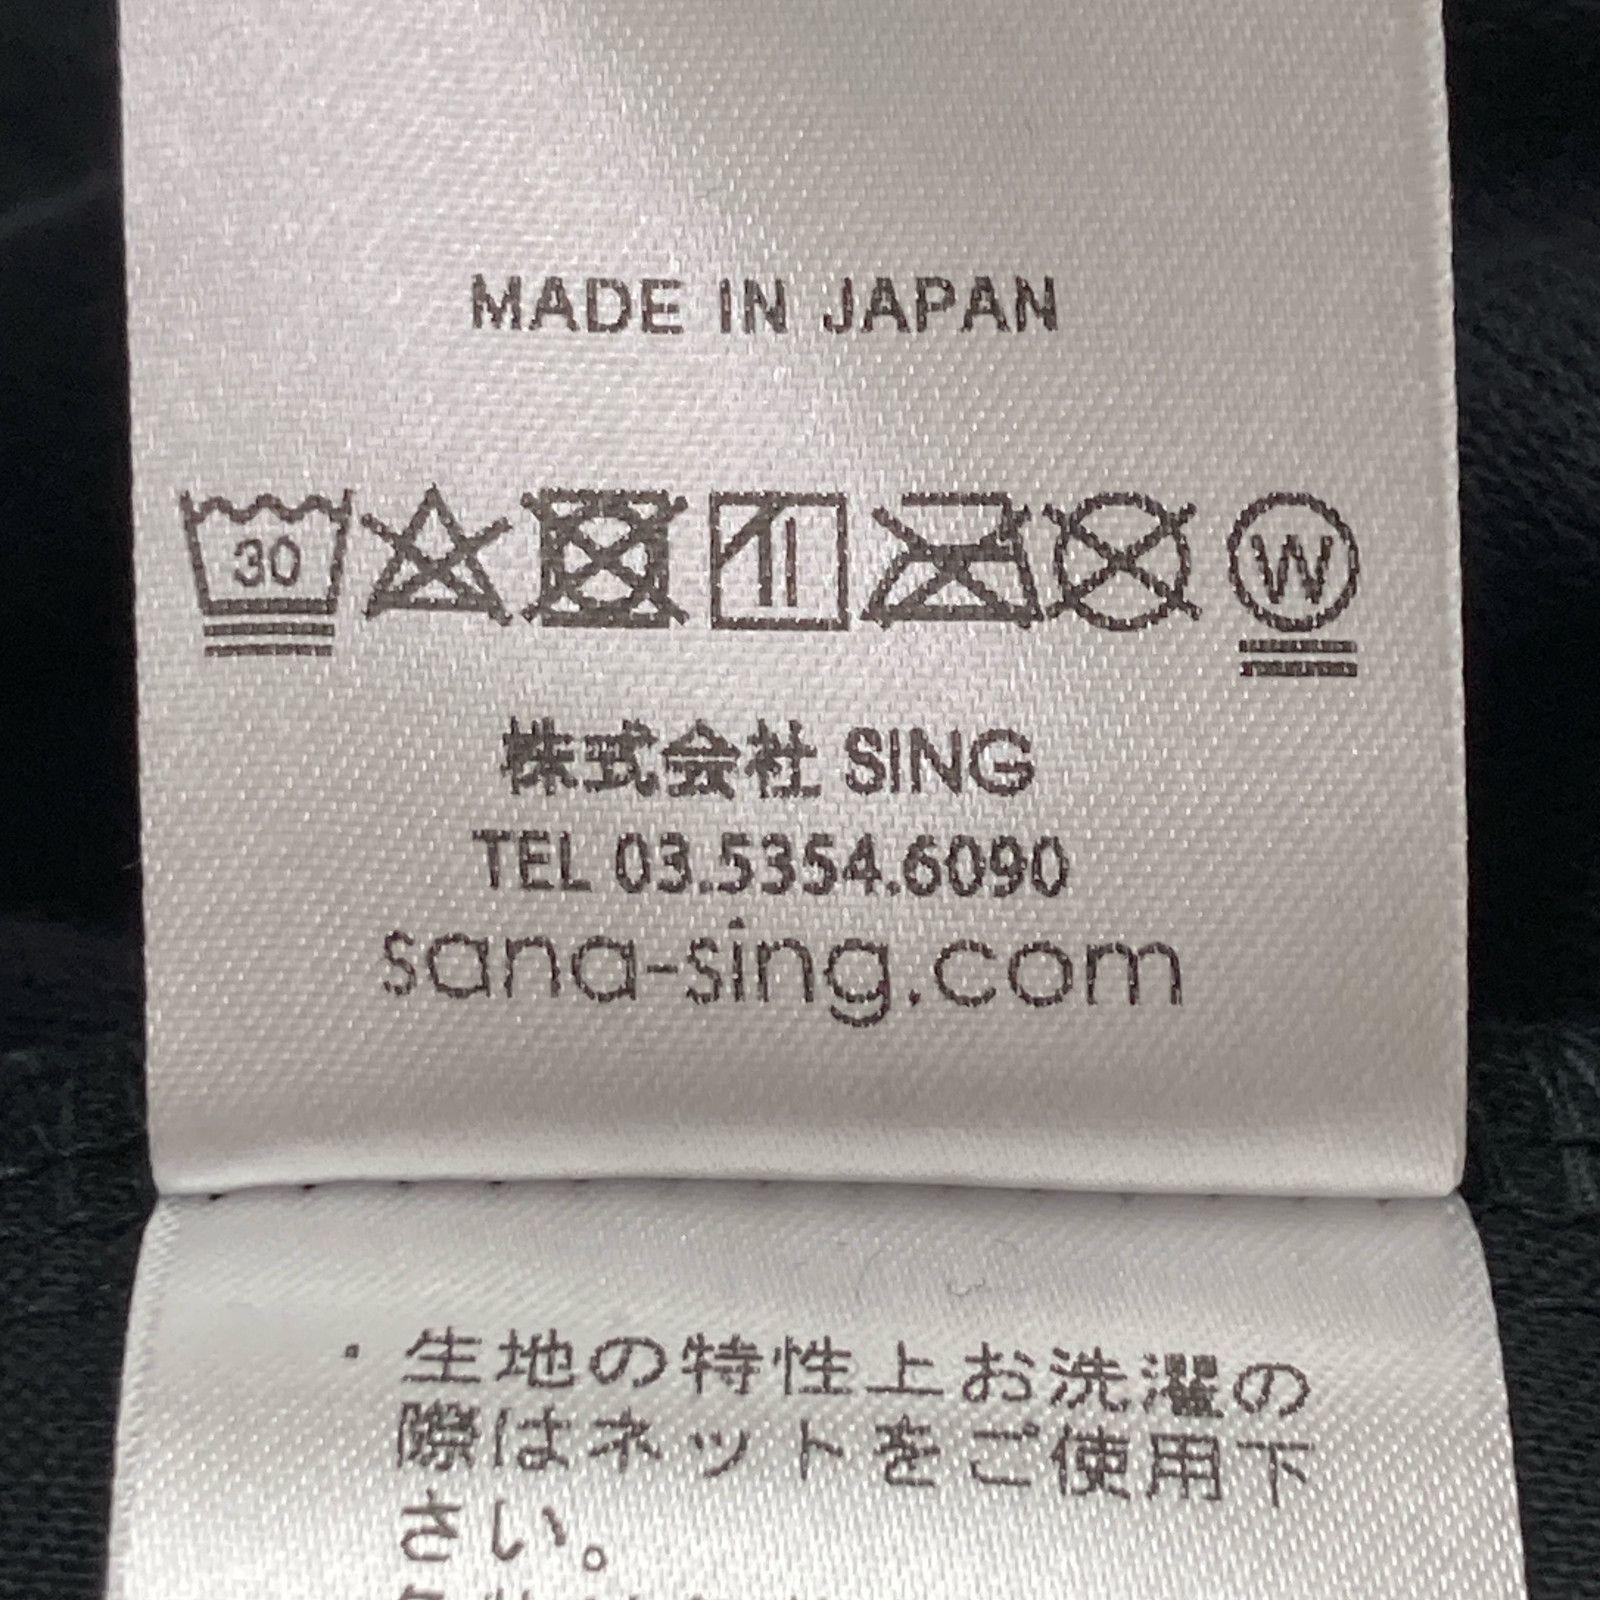 MADE IN JAPAN
30
W
株式会社 SING
TEL 03.5354.6090
sana-sing.com
・生地の特性上お洗濯の
際はネットをご使用下
さい。